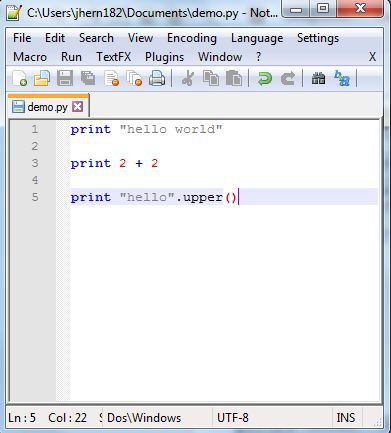 C:\Users\jhern182\Documents\demo.py - Not...
File Edit Search View Encoding Language Settings
Macro Run TextFX Plugins Window ? X
demo.py
1 print "hello world"
2
3 print 2 + 2
4
5 print "hello".upper()
Ln : 5 Col : 22 Dos\Windows UTF-8 INS